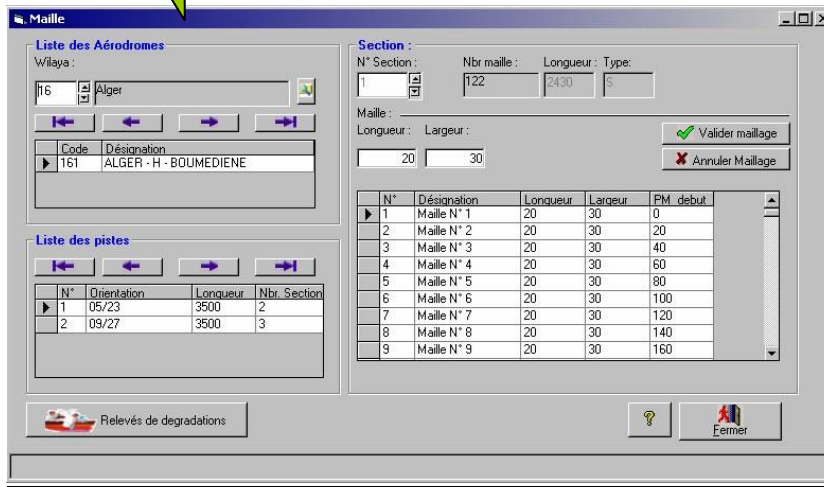 Maille
Liste des Aérodromes
Wilaya :
16 Alger
Code Désignation
161 ALGER - H - BOUMEDIENE
Liste des pistes
N° Orientation Longueur Nbr. Section
1 05/23 3500 2
2 09/27 3500 3
Relevés de degradations
Section :
N° Section : Nbr maille : Longueur : Type:
1 122 2430 S
Maille :
Longueur : Largeur :
20 30
Valider maillage
Annuler Maillage
N° Désignation Longueur Largeur PM_debut
1 Maille N° 1 20 30 0
2 Maille N° 2 20 30 20
3 Maille N° 3 20 30 40
4 Maille N° 4 20 30 60
5 Maille N° 5 20 30 80
6 Maille N° 6 20 30 100
7 Maille N° 7 20 30 120
8 Maille N° 8 20 30 140
9 Maille N° 9 20 30 160
?
Fermer